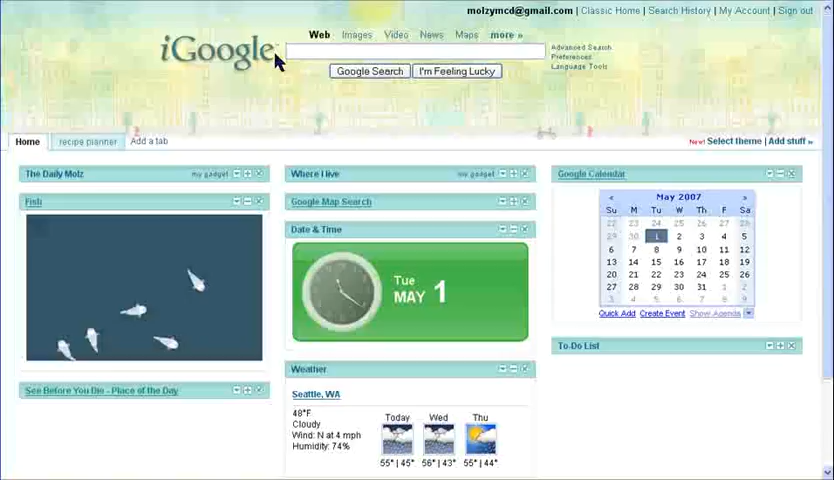 molzymcd@gmail.com | Classic Home | Search History | My Account | Sign out
iGoogle
Web Images Video News Maps more »
Google Search I'm Feeling Lucky
Advanced Search
Preferences
Language Tools
Home recipe planner Add a tab
New! Select theme | Add stuff »
The Daily Molz my gadget
Fish
See Before You Die - Place of the Day
Where I live my gadget
Google Map Search
Date & Time
Tue
MAY 1
Weather
Seattle, WA
48°F
Cloudy
Wind: N at 4 mph
Humidity: 74%
Today Wed Thu
55° | 45° 56° | 43° 55° | 44°
Google Calendar
« May 2007 »
Su M Tu W Th F Sa
22 23 24 25 26 27 28
29 30 1 2 3 4 5
6 7 8 9 10 11 12
13 14 15 16 17 18 19
20 21 22 23 24 25 26
27 28 29 30 31 1 2
3 4 5 6 7 8 9
Quick Add Create Event Show Agenda
To-Do List